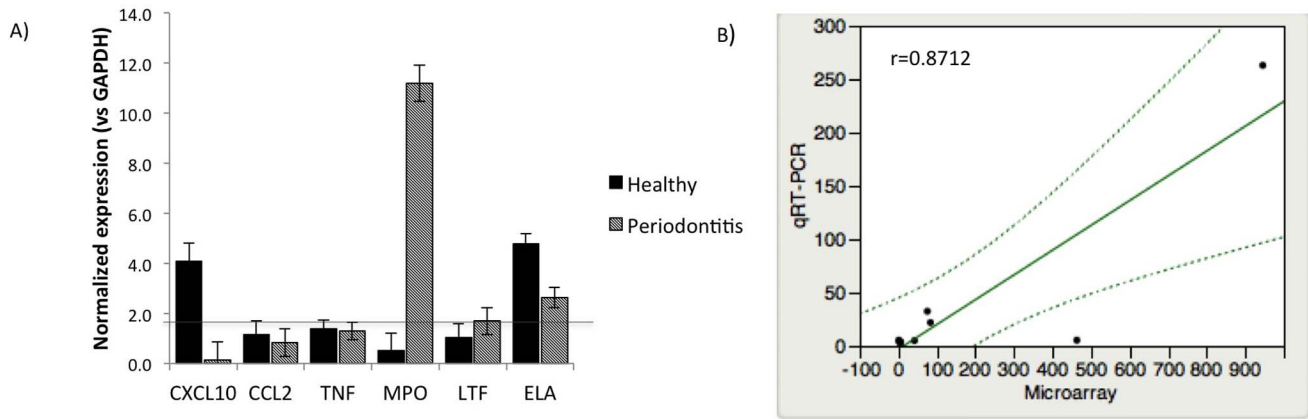 A)
Normalized expression (vs GAPDH)
14.0
12.0
10.0
8.0
6.0
4.0
2.0
0.0
CXCL10 CCL2 TNF MPO LTF ELA
Healthy
Periodontitis
B)
r=0.8712
qRT-PCR
300
250
200
150
100
50
0
-100 0 100 200 300 400 500 600 700 800 900
Microarray